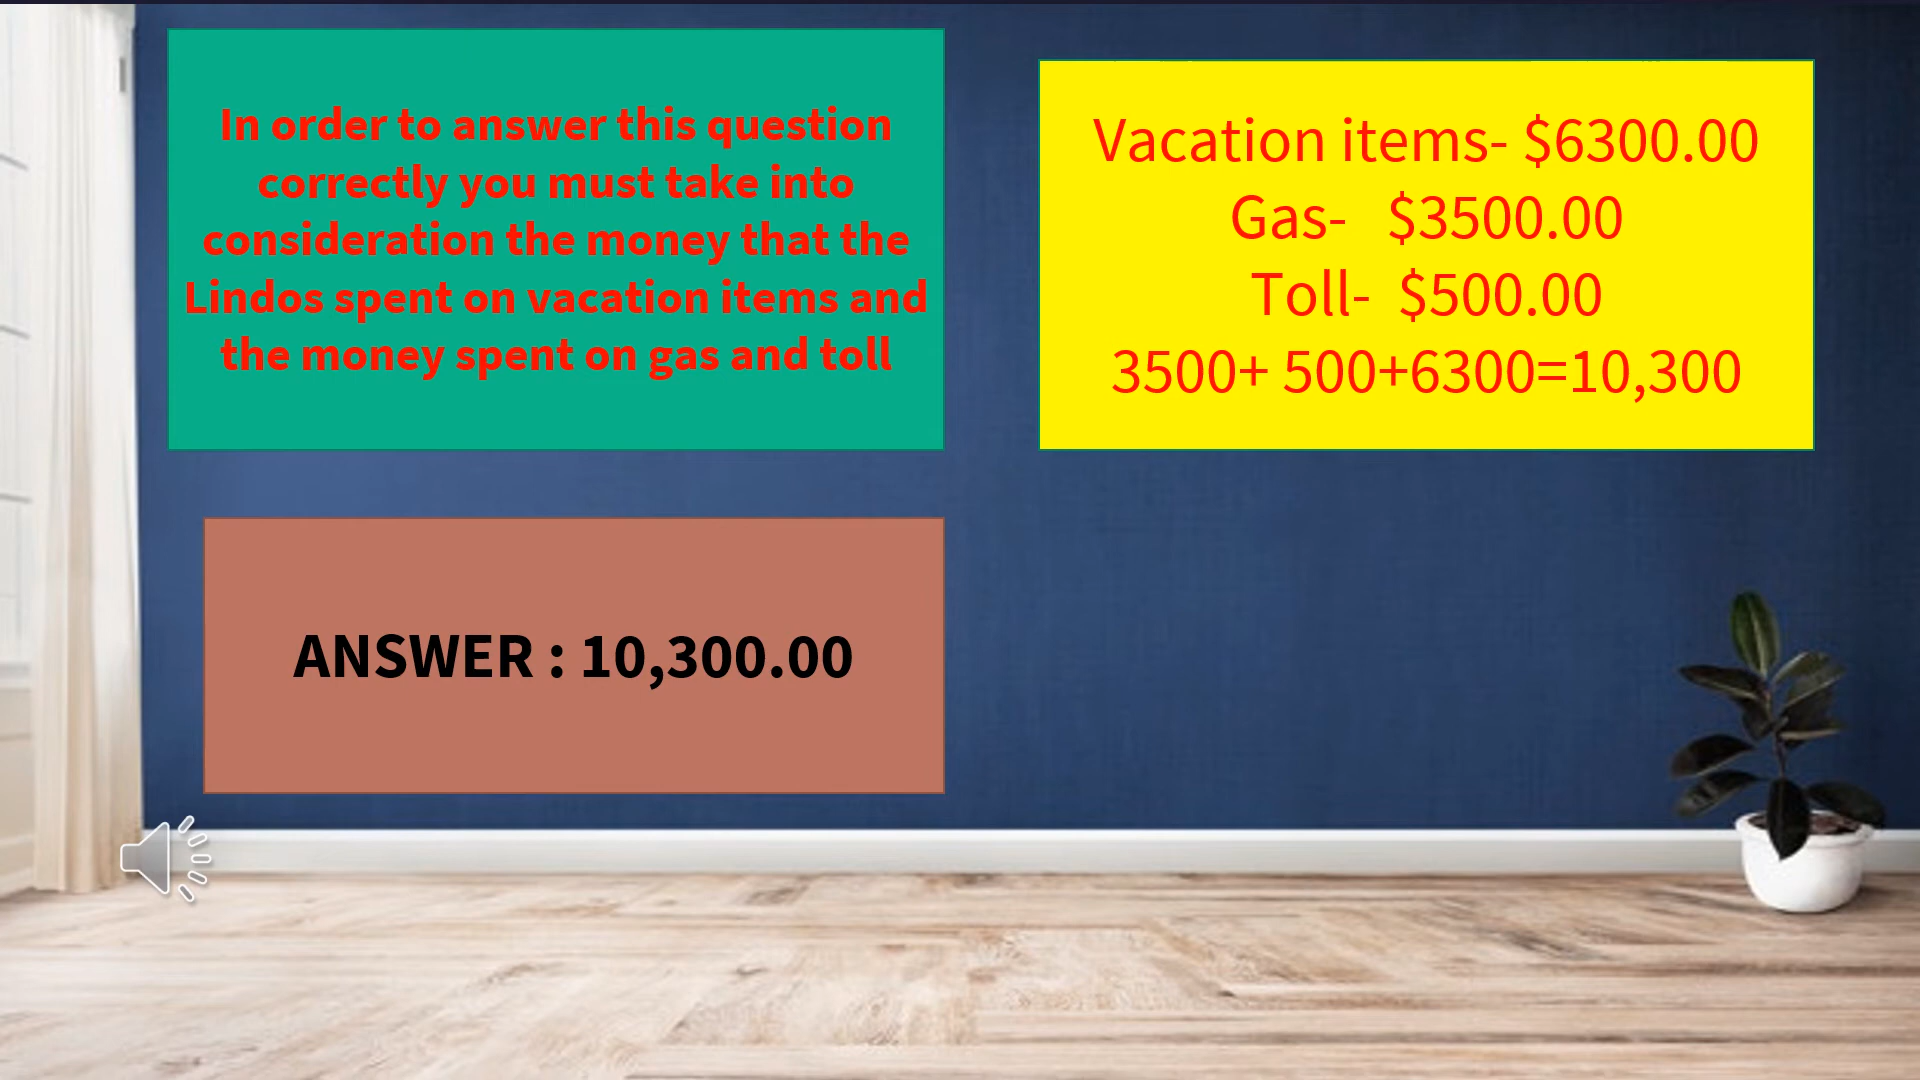 In order to answer this question
correctly you must take into
consideration the money that the
Lindos spent on vacation items and
the money spent on gas and toll
Vacation items- $6300.00
Gas-   $3500.00
Toll-  $500.00
3500+ 500+6300=10,300
ANSWER : 10,300.00